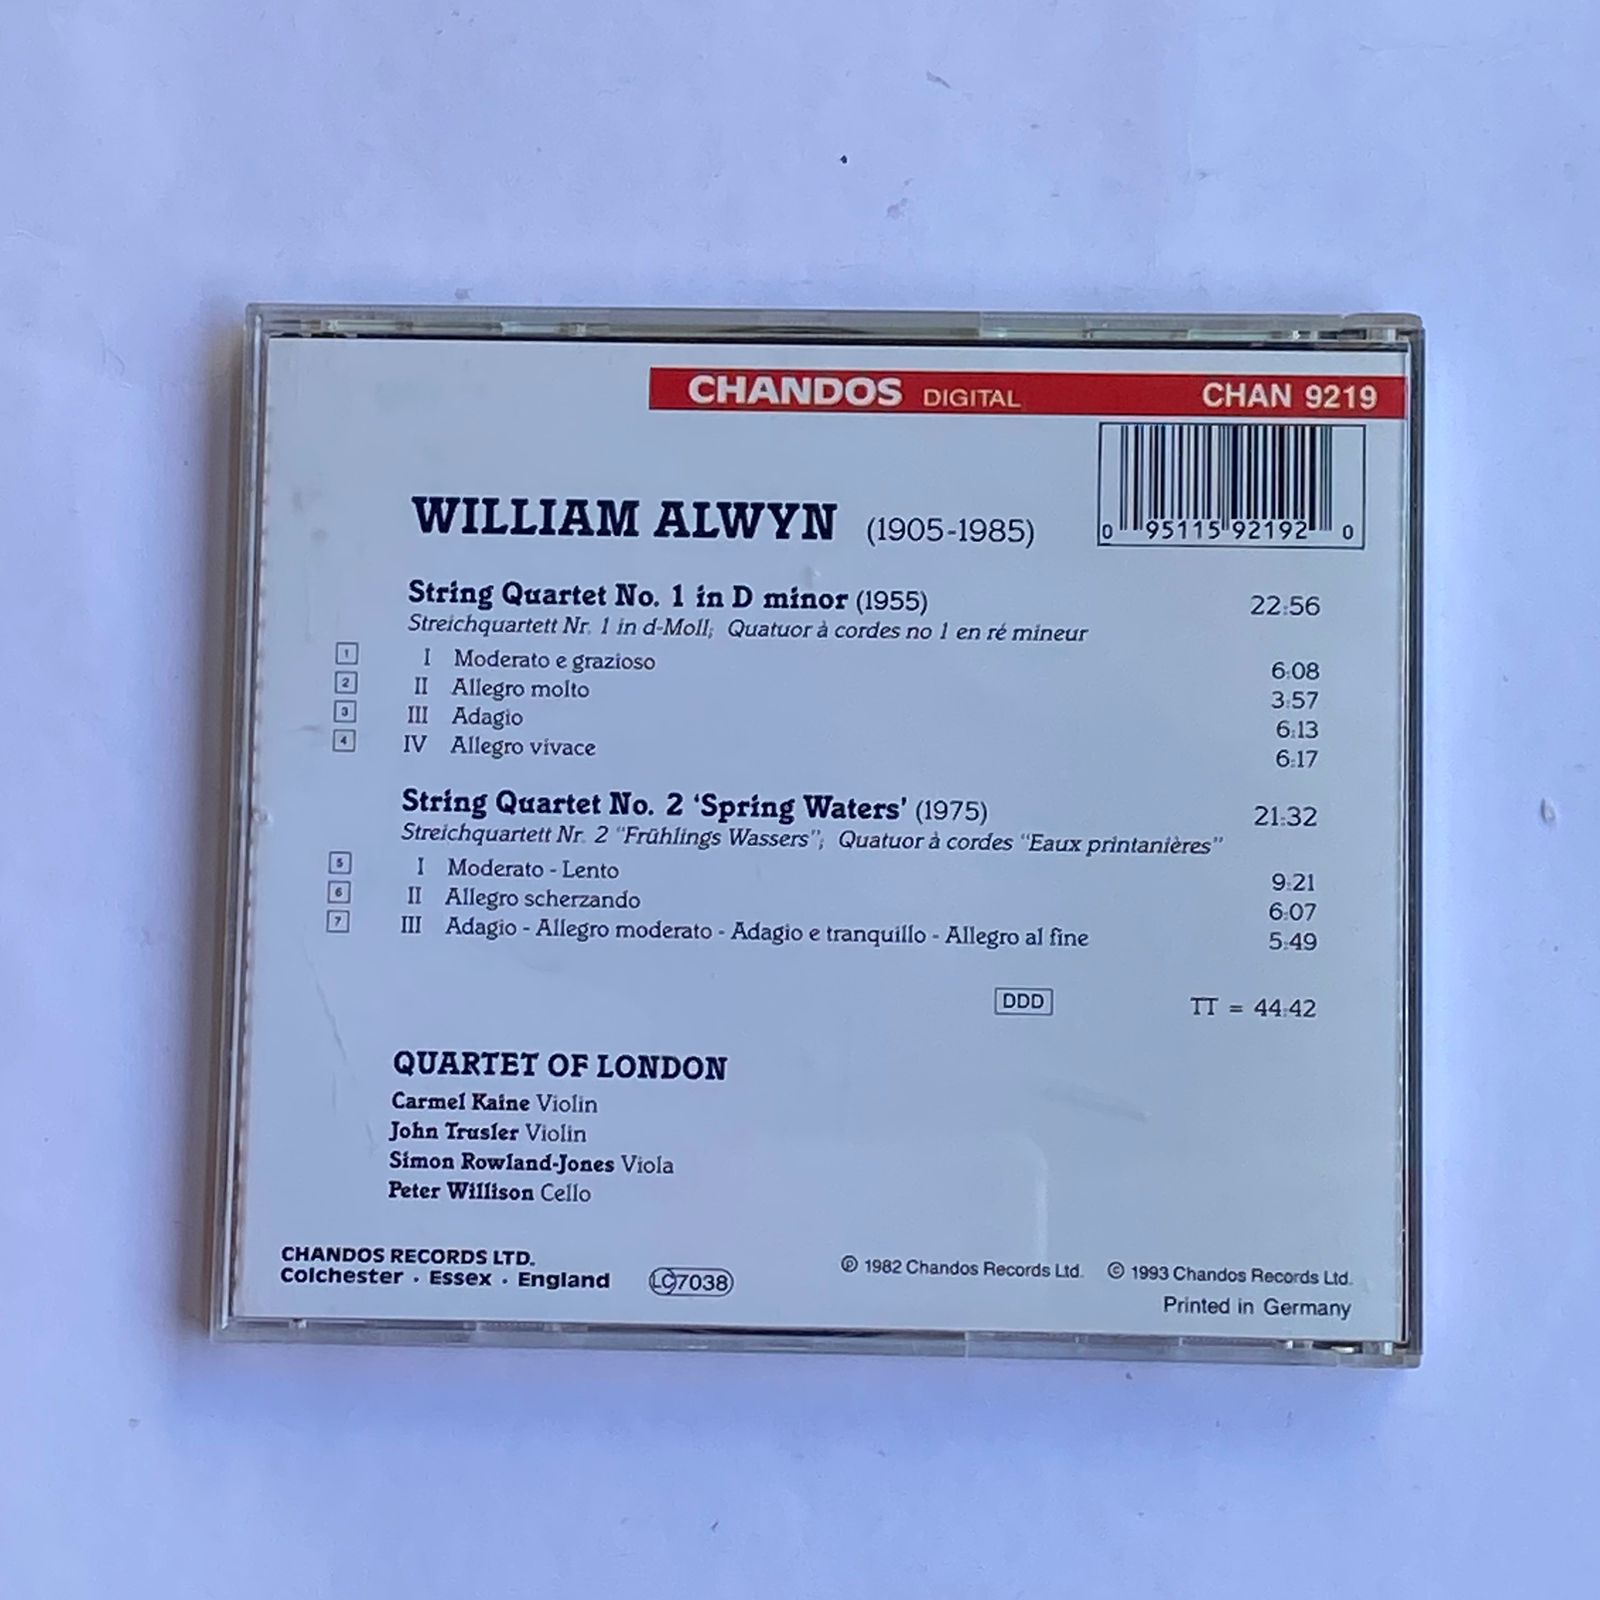 CHANDOS DIGITAL CHAN 9219
0 95115 92192 0
WILLIAM ALWYN (1905-1985)
String Quartet No. 1 in D minor (1955) 22:56
Streichquartett Nr. 1 in d-Moll; Quatuor à cordes no 1 en ré mineur
1 I Moderato e grazioso 6:08
2 II Allegro molto 3:57
3 III Adagio 6:13
4 IV Allegro vivace 6:17
String Quartet No. 2 ‘Spring Waters’ (1975) 21:32
Streichquartett Nr. 2 “Frühlings Wassers”; Quatuor à cordes “Eaux printanières”
5 I Moderato - Lento 9:21
6 II Allegro scherzando 6:07
7 III Adagio - Allegro moderato - Adagio e tranquillo - Allegro al fine 5:49
DDD TT = 44:42
QUARTET OF LONDON
Carmel Kaine Violin
John Trusler Violin
Simon Rowland-Jones Viola
Peter Willison Cello
CHANDOS RECORDS LTD.
Colchester · Essex · England
LC 7038
℗ 1982 Chandos Records Ltd. © 1993 Chandos Records Ltd.
Printed in Germany